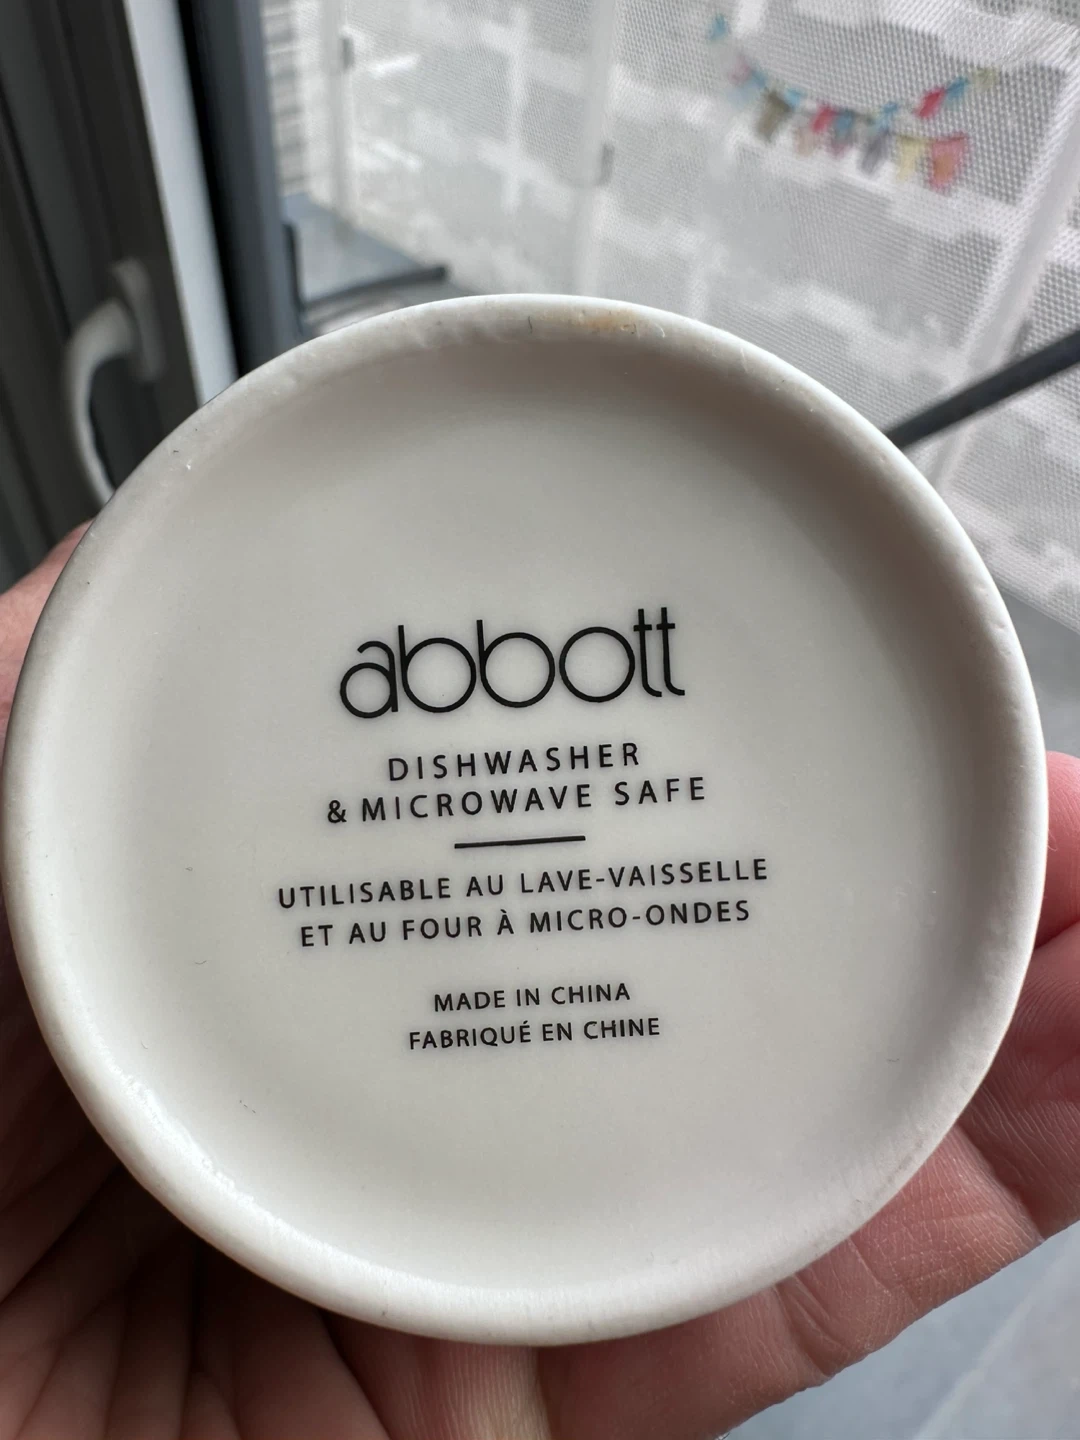 abbott
DISHWASHER
& MICROWAVE SAFE
UTILISABLE AU LAVE-VAISSELLE
ET AU FOUR À MICRO-ONDES
MADE IN CHINA
FABRIQUÉ EN CHINE